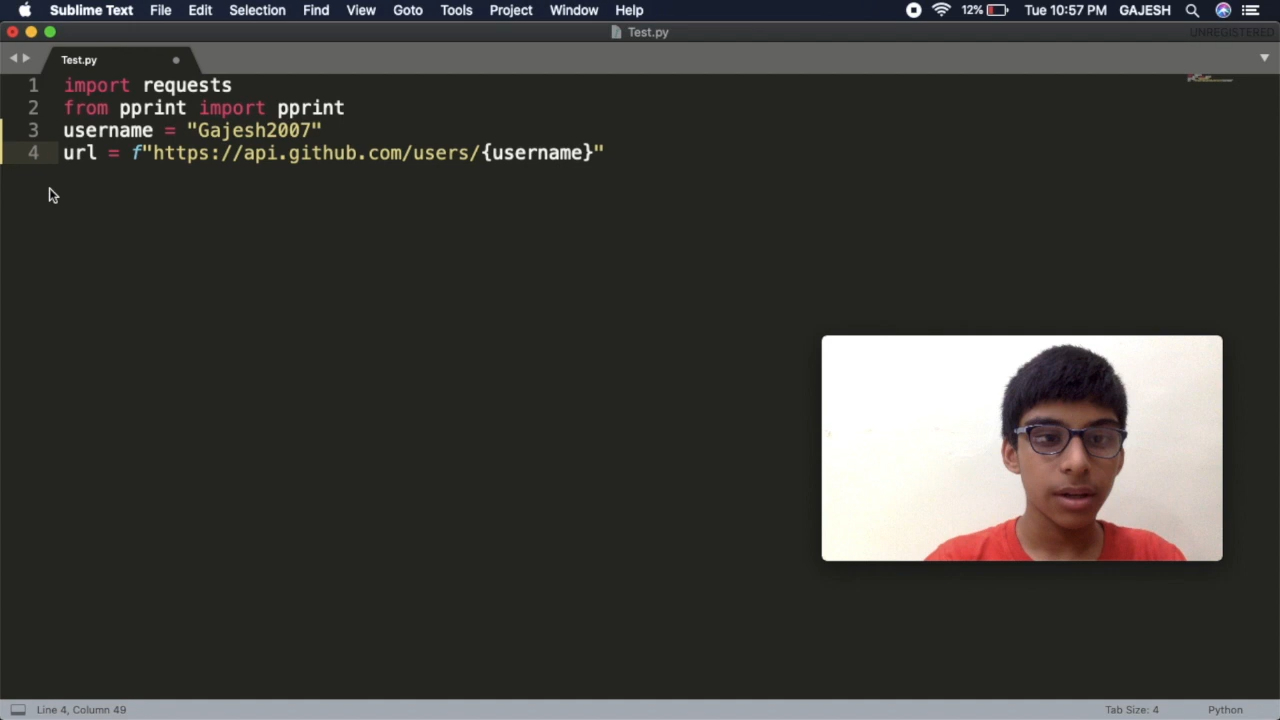 Sublime Text File Edit Selection Find View Goto Tools Project Window Help 12% Tue 10:57 PM GAJESH
Test.py UNREGISTERED
Test.py
1 import requests
2 from pprint import pprint
3 username = "Gajesh2007"
4 url = f"https://api.github.com/users/{username}"
Line 4, Column 49 Tab Size: 4 Python